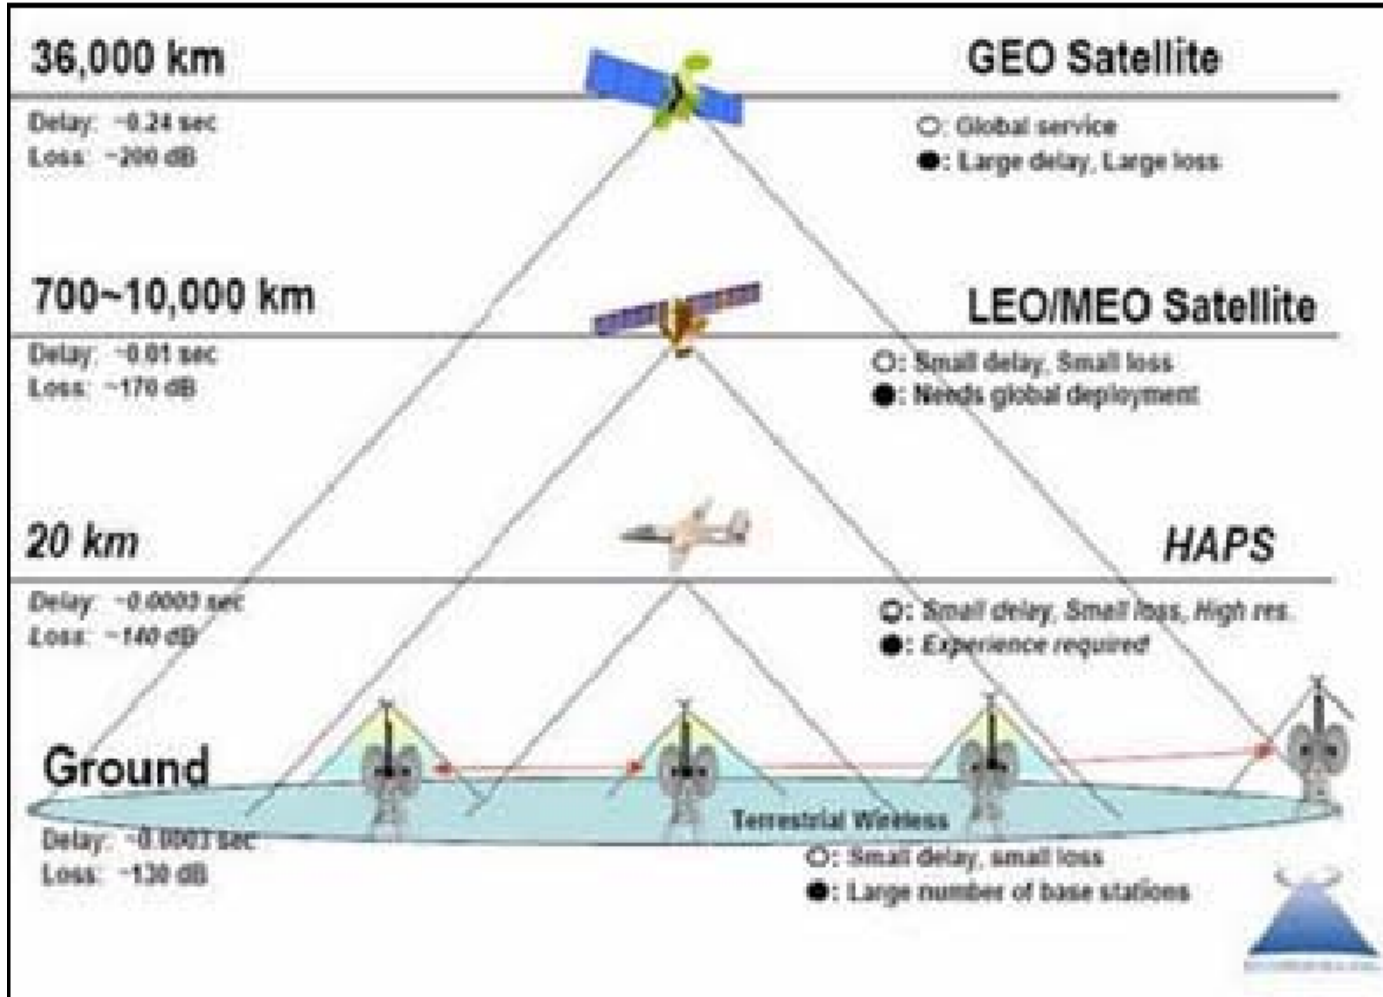 36,000 km
GEO Satellite
Delay: ~0.24 sec
Loss: ~200 dB
O: Global service
●: Large delay, Large loss
700~10,000 km
LEO/MEO Satellite
Delay: ~0.01 sec
Loss: ~170 dB
O: Small delay, Small loss
●: Needs global deployment
20 km
HAPS
Delay: ~0.0003 sec
Loss: ~140 dB
O: Small delay, Small loss, High res.
●: Experience required
Ground
Terrestrial Wireless
Delay: ~0.0003 sec
Loss: ~130 dB
O: Small delay, small loss
●: Large number of base stations